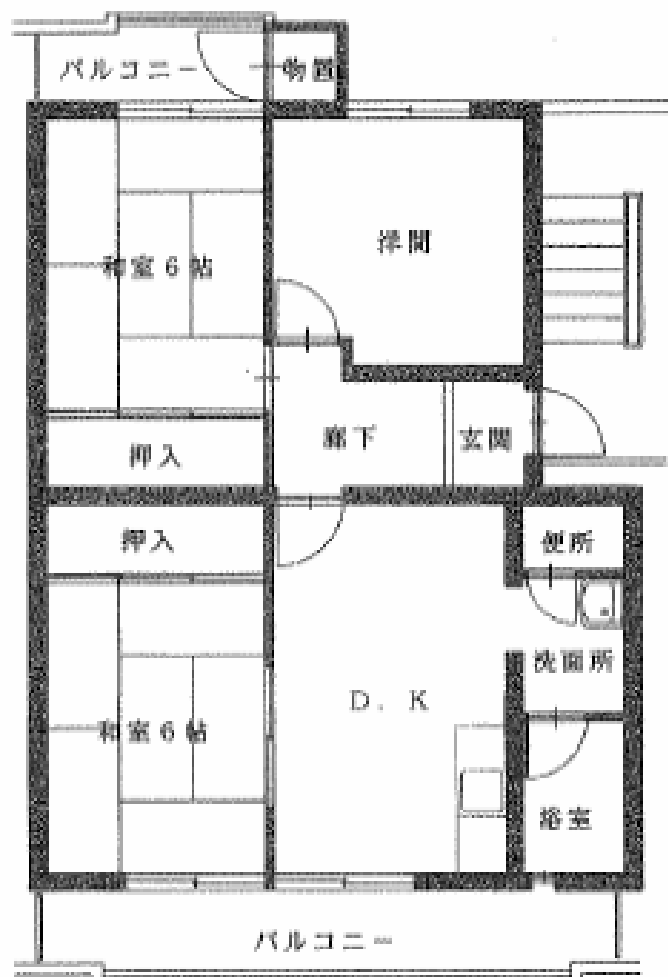 バルコニー
物置
洋間
和室6帖
廊下
玄関
押入
押入
便所
洗面所
D.K
和室6帖
浴室
バルコニー